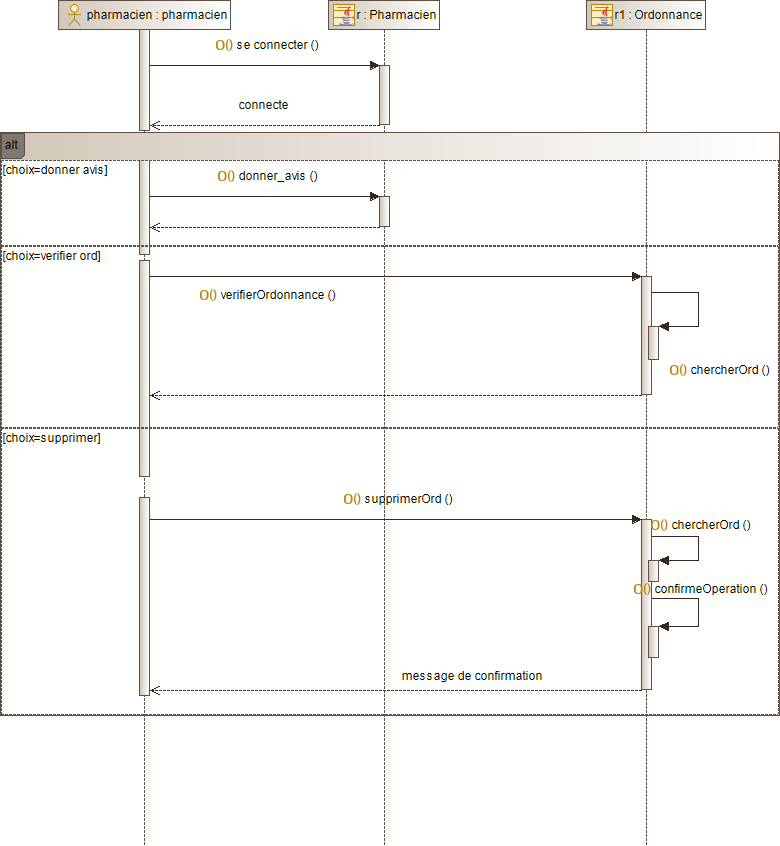 pharmacien : pharmacien
r : Pharmacien
r1 : Ordonnance
O() se connecter ()
connecte
alt
[choix=donner avis]
O() donner_avis ()
[choix=verifier ord]
O() verifierOrdonnance ()
O() chercherOrd ()
[choix=supprimer]
O() supprimerOrd ()
O() chercherOrd ()
O() confirmeOperation ()
message de confirmation